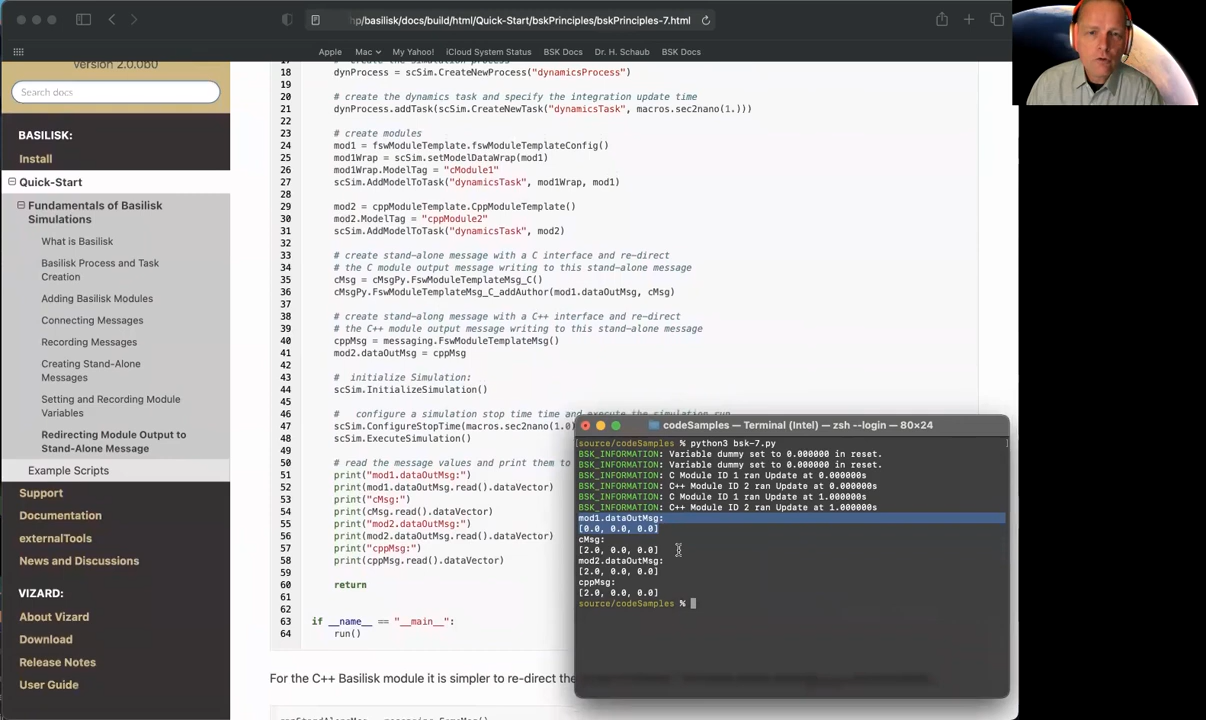 hp/basilisk/docs/build/html/Quick-Start/bskPrinciples/bskPrinciples-7.html
Apple Mac My Yahoo! iCloud System Status BSK Docs Dr. H. Schaub BSK Docs
Version 2.0.0b0
Search docs
BASILISK:
Install
Quick-Start
Fundamentals of Basilisk
Simulations
What is Basilisk
Basilisk Process and Task
Creation
Adding Basilisk Modules
Connecting Messages
Recording Messages
Creating Stand-Alone
Messages
Setting and Recording Module
Variables
Redirecting Module Output to
Stand-Alone Message
Example Scripts
Support
Documentation
externalTools
News and Discussions
VIZARD:
About Vizard
Download
Release Notes
User Guide
17 # create the simulation process
18 dynProcess = scSim.CreateNewProcess("dynamicsProcess")
19
20 # create the dynamics task and specify the integration update time
21 dynProcess.addTask(scSim.CreateNewTask("dynamicsTask", macros.sec2nano(1.)))
22
23 # create modules
24 mod1 = fswModuleTemplate.fswModuleTemplateConfig()
25 mod1Wrap = scSim.setModelDataWrap(mod1)
26 mod1Wrap.ModelTag = "cModule1"
27 scSim.AddModelToTask("dynamicsTask", mod1Wrap, mod1)
28
29 mod2 = cppModuleTemplate.CppModuleTemplate()
30 mod2.ModelTag = "cppModule2"
31 scSim.AddModelToTask("dynamicsTask", mod2)
32
33 # create stand-alone message with a C interface and re-direct
34 # the C module output message writing to this stand-alone message
35 cMsg = cMsgPy.FswModuleTemplateMsg_C()
36 cMsgPy.FswModuleTemplateMsg_C_addAuthor(mod1.dataOutMsg, cMsg)
37
38 # create stand-along message with a C++ interface and re-direct
39 # the C++ module output message writing to this stand-alone message
40 cppMsg = messaging.FswModuleTemplateMsg()
41 mod2.dataOutMsg = cppMsg
42
43 # initialize Simulation:
44 scSim.InitializeSimulation()
45
46 # configure a simulation stop time time and execute the simulation run
47 scSim.ConfigureStopTime(macros.sec2nano(1.0)
48 scSim.ExecuteSimulation()
49
50 # read the message values and print them to
51 print("mod1.dataOutMsg:")
52 print(mod1.dataOutMsg.read().dataVector)
53 print("cMsg:")
54 print(cMsg.read().dataVector)
55 print("mod2.dataOutMsg:")
56 print(mod2.dataOutMsg.read().dataVector)
57 print("cppMsg:")
58 print(cppMsg.read().dataVector)
59
60 return
61
62
63 if __name__ == "__main__":
64 run()
For the C++ Basilisk module it is simpler to re-direct the
codeSamples — Terminal (Intel) — zsh --login — 80×24
[source/codeSamples % python3 bsk-7.py ]
BSK_INFORMATION: Variable dummy set to 0.000000 in reset.
BSK_INFORMATION: Variable dummy set to 0.000000 in reset.
BSK_INFORMATION: C Module ID 1 ran Update at 0.000000s
BSK_INFORMATION: C++ Module ID 2 ran Update at 0.000000s
BSK_INFORMATION: C Module ID 1 ran Update at 1.000000s
BSK_INFORMATION: C++ Module ID 2 ran Update at 1.000000s
mod1.dataOutMsg:
[0.0, 0.0, 0.0]
cMsg:
[2.0, 0.0, 0.0]
mod2.dataOutMsg:
[2.0, 0.0, 0.0]
cppMsg:
[2.0, 0.0, 0.0]
source/codeSamples %